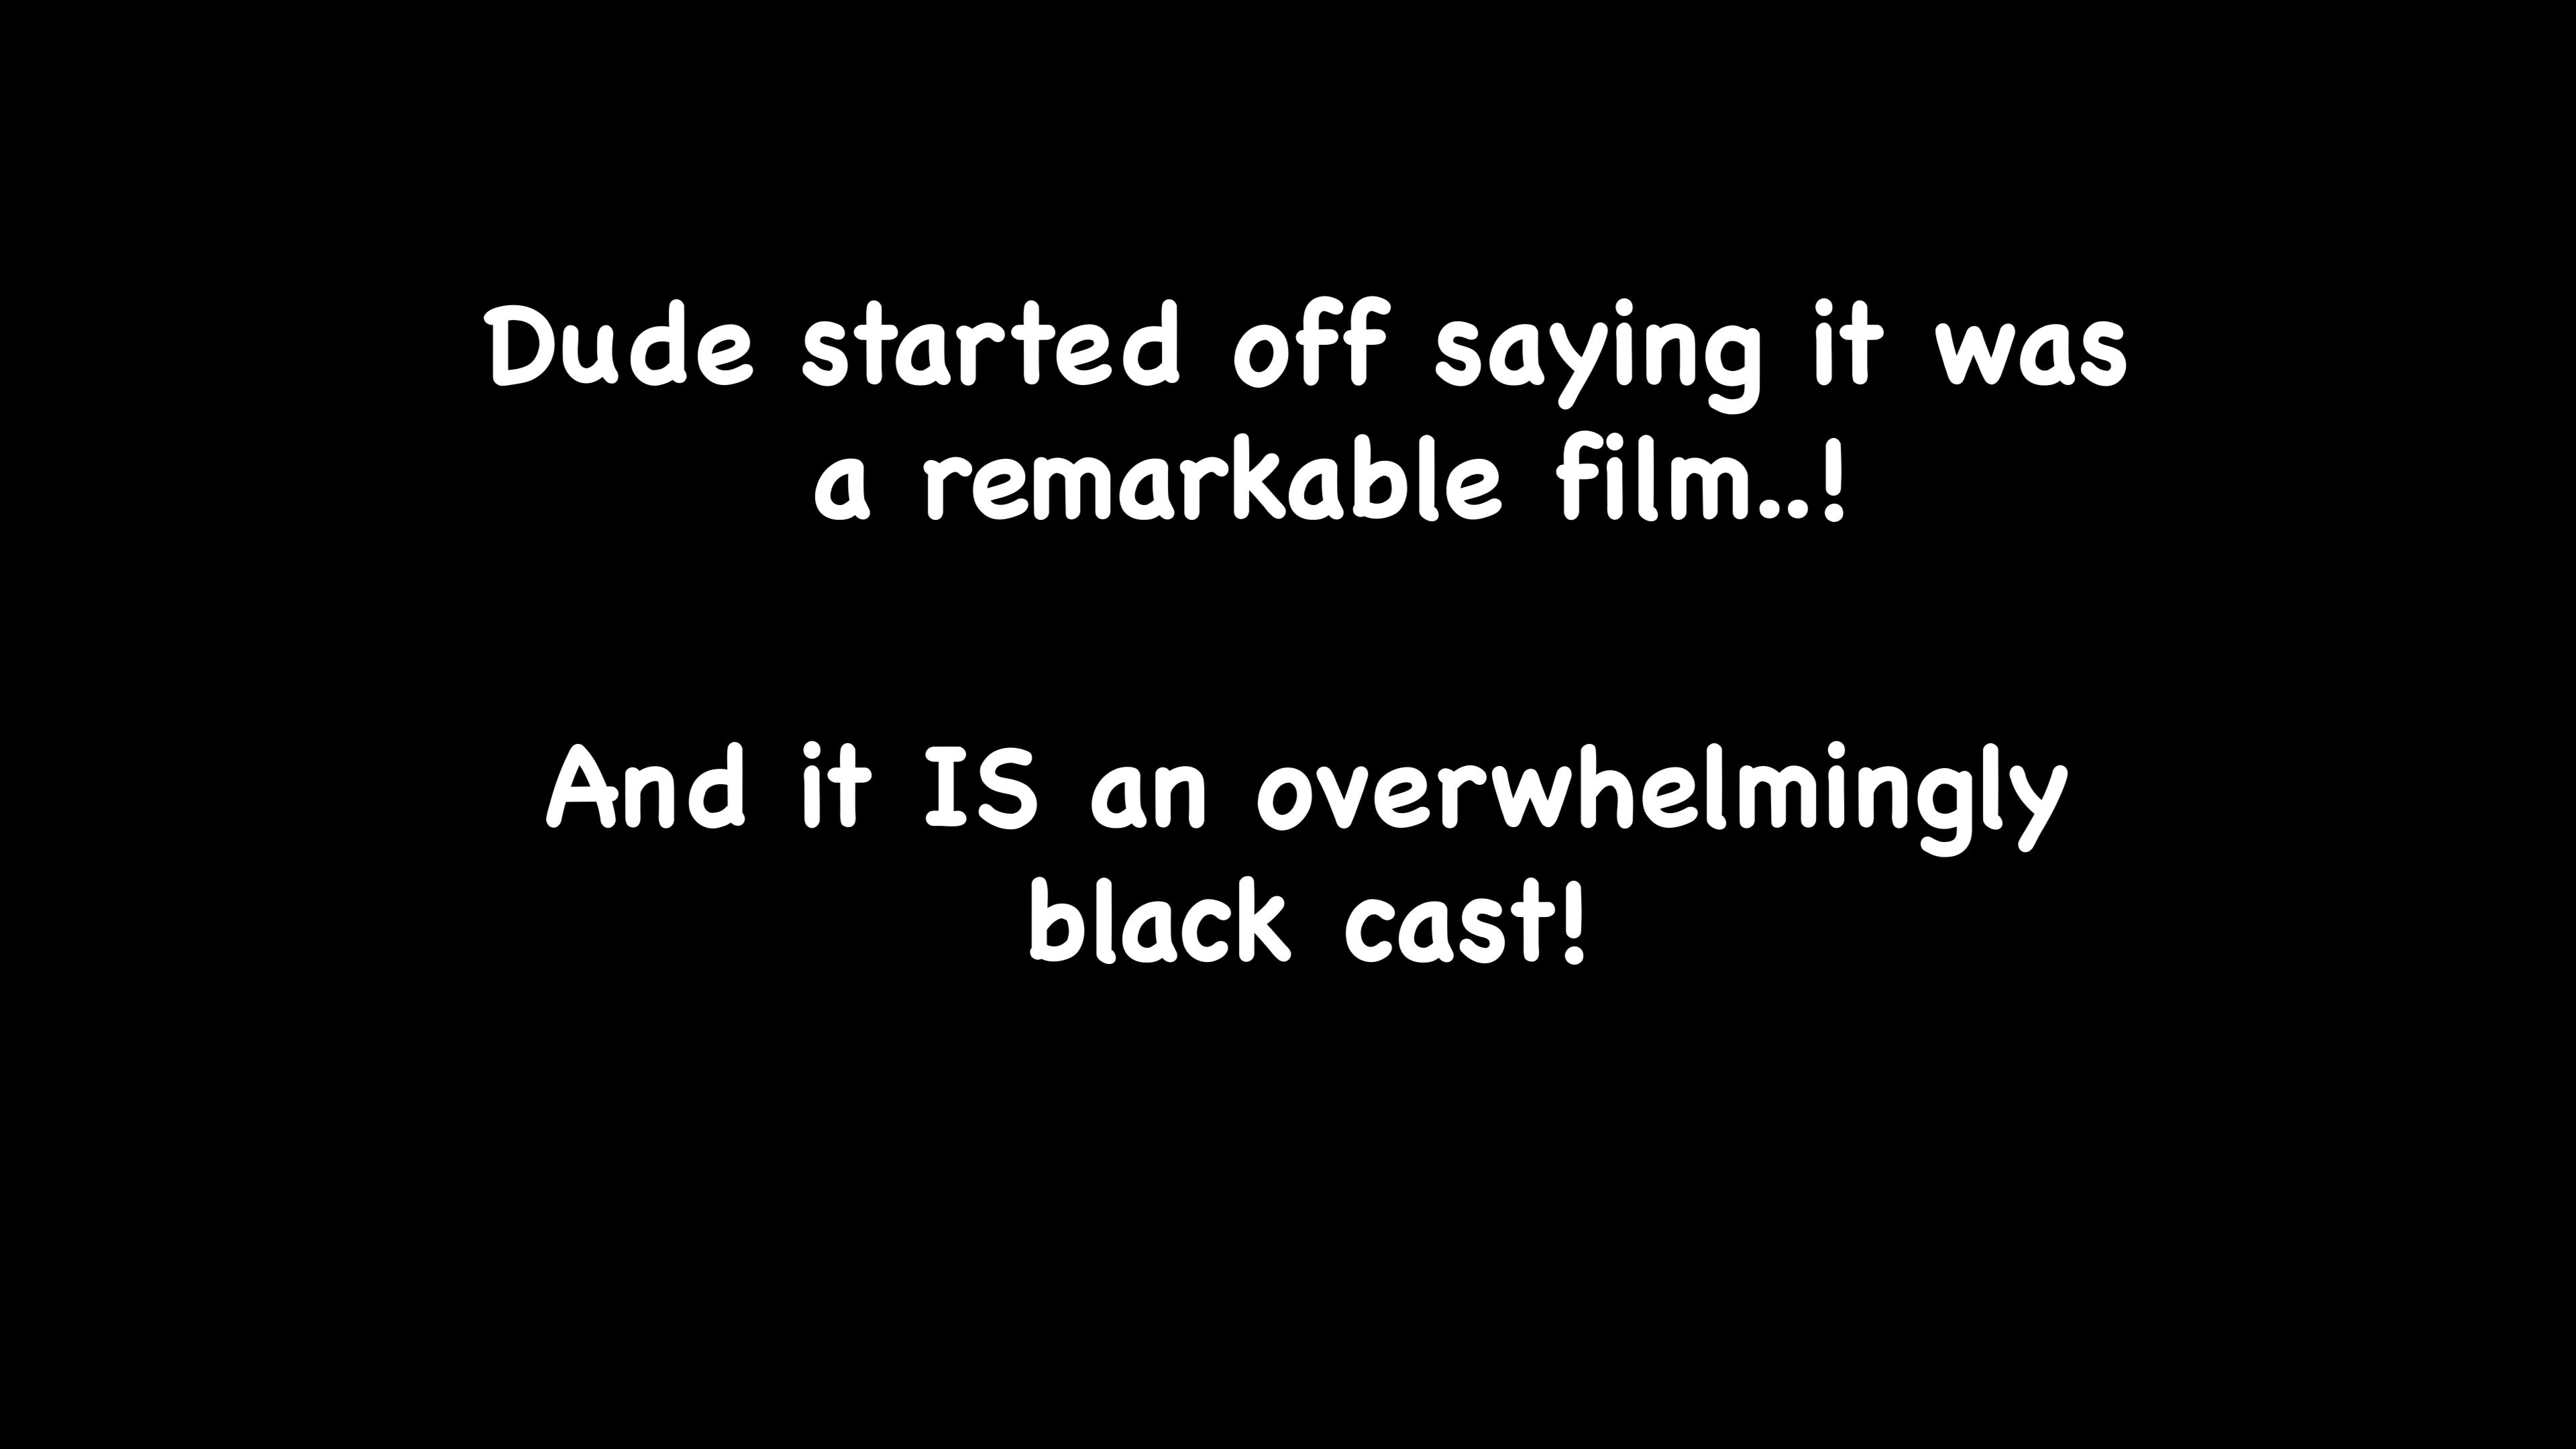 Dude started off saying it was
a remarkable film..!
And it IS an overwhelmingly
black cast!